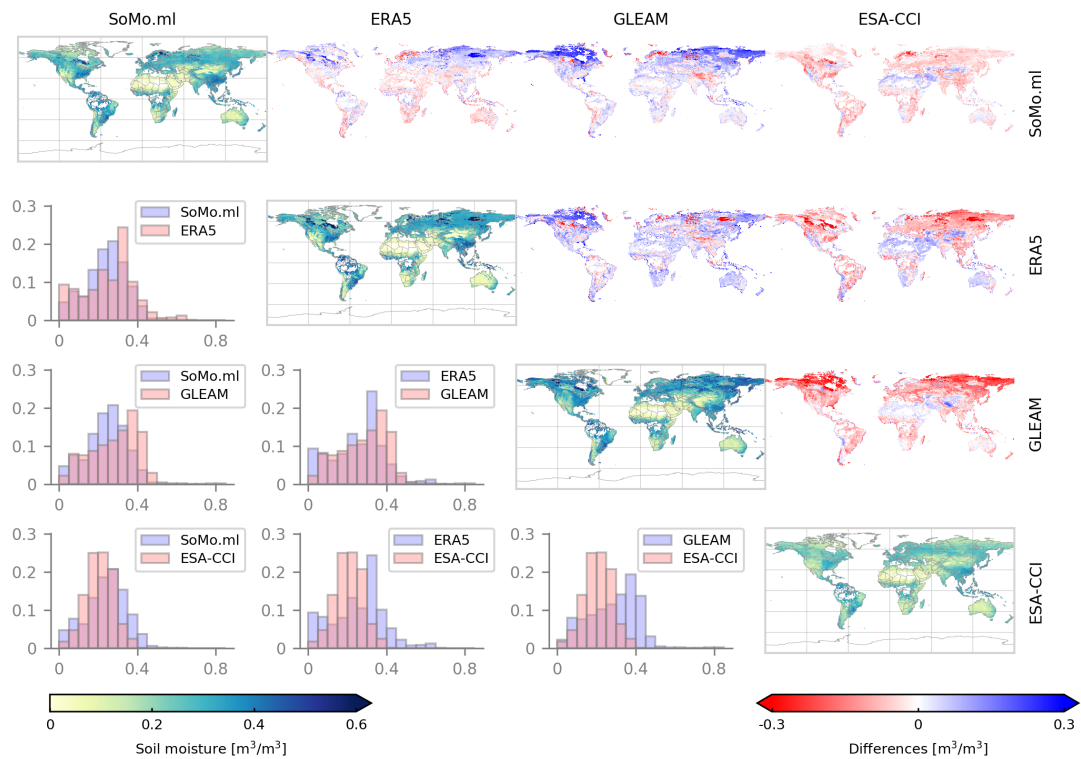 SoMo.ml ERA5 GLEAM ESA-CCI
SoMo.ml
0.3
0.2
0.1
0
0 0.4 0.8
SoMo.ml
ERA5
ERA5
0.3
0.2
0.1
0
0 0.4 0.8
SoMo.ml
GLEAM
0.3
0.2
0.1
0
0 0.4 0.8
ERA5
GLEAM
GLEAM
0.3
0.2
0.1
0
0 0.4 0.8
SoMo.ml
ESA-CCI
0.3
0.2
0.1
0
0 0.4 0.8
ERA5
ESA-CCI
0.3
0.2
0.1
0
0 0.4 0.8
GLEAM
ESA-CCI
ESA-CCI
0 0.2 0.4 0.6
Soil moisture [m³/m³]
-0.3 0 0.3
Differences [m³/m³]